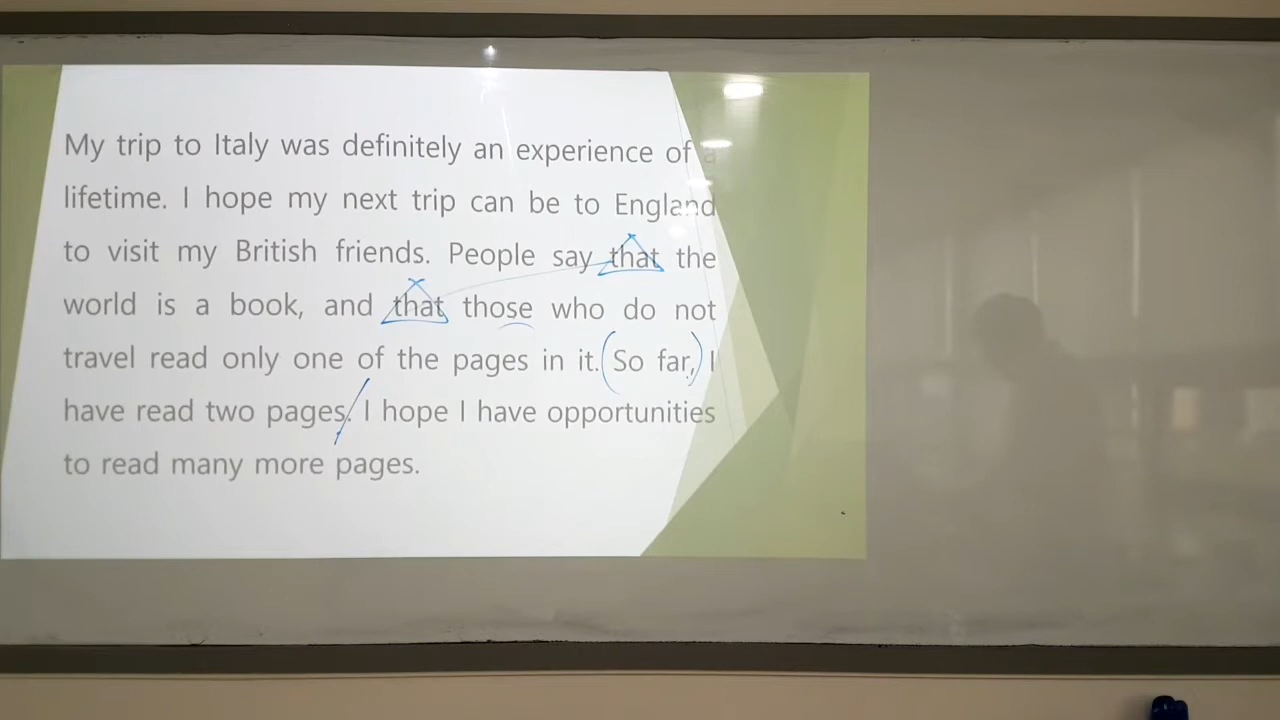 My trip to Italy was definitely an experience of a
lifetime. I hope my next trip can be to England
to visit my British friends. People say that the
world is a book, and that those who do not
travel read only one of the pages in it. (So far,) I
have read two pages. I hope I have opportunities
to read many more pages.